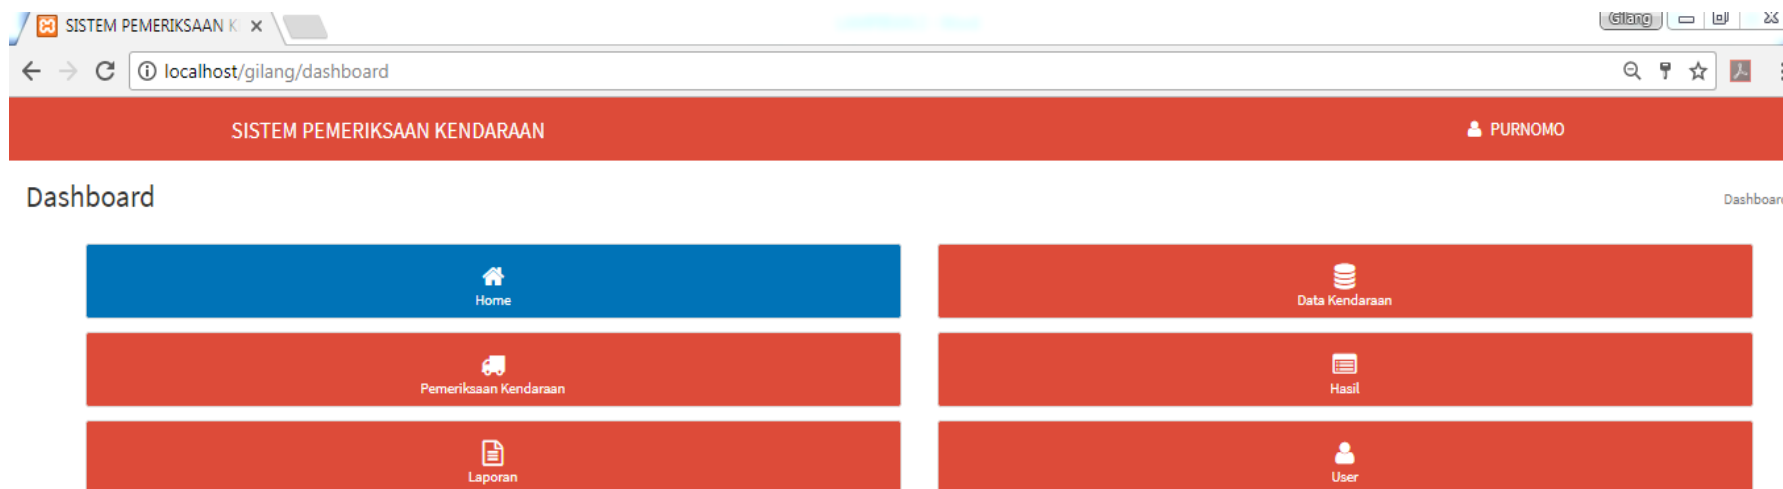 SISTEM PEMERIKSAAN K
Gilang
localhost/gilang/dashboard
SISTEM PEMERIKSAAN KENDARAAN
PURNOMO
Dashboard
Dashboard
Home
Data Kendaraan
Pemeriksaan Kendaraan
Hasil
Laporan
User